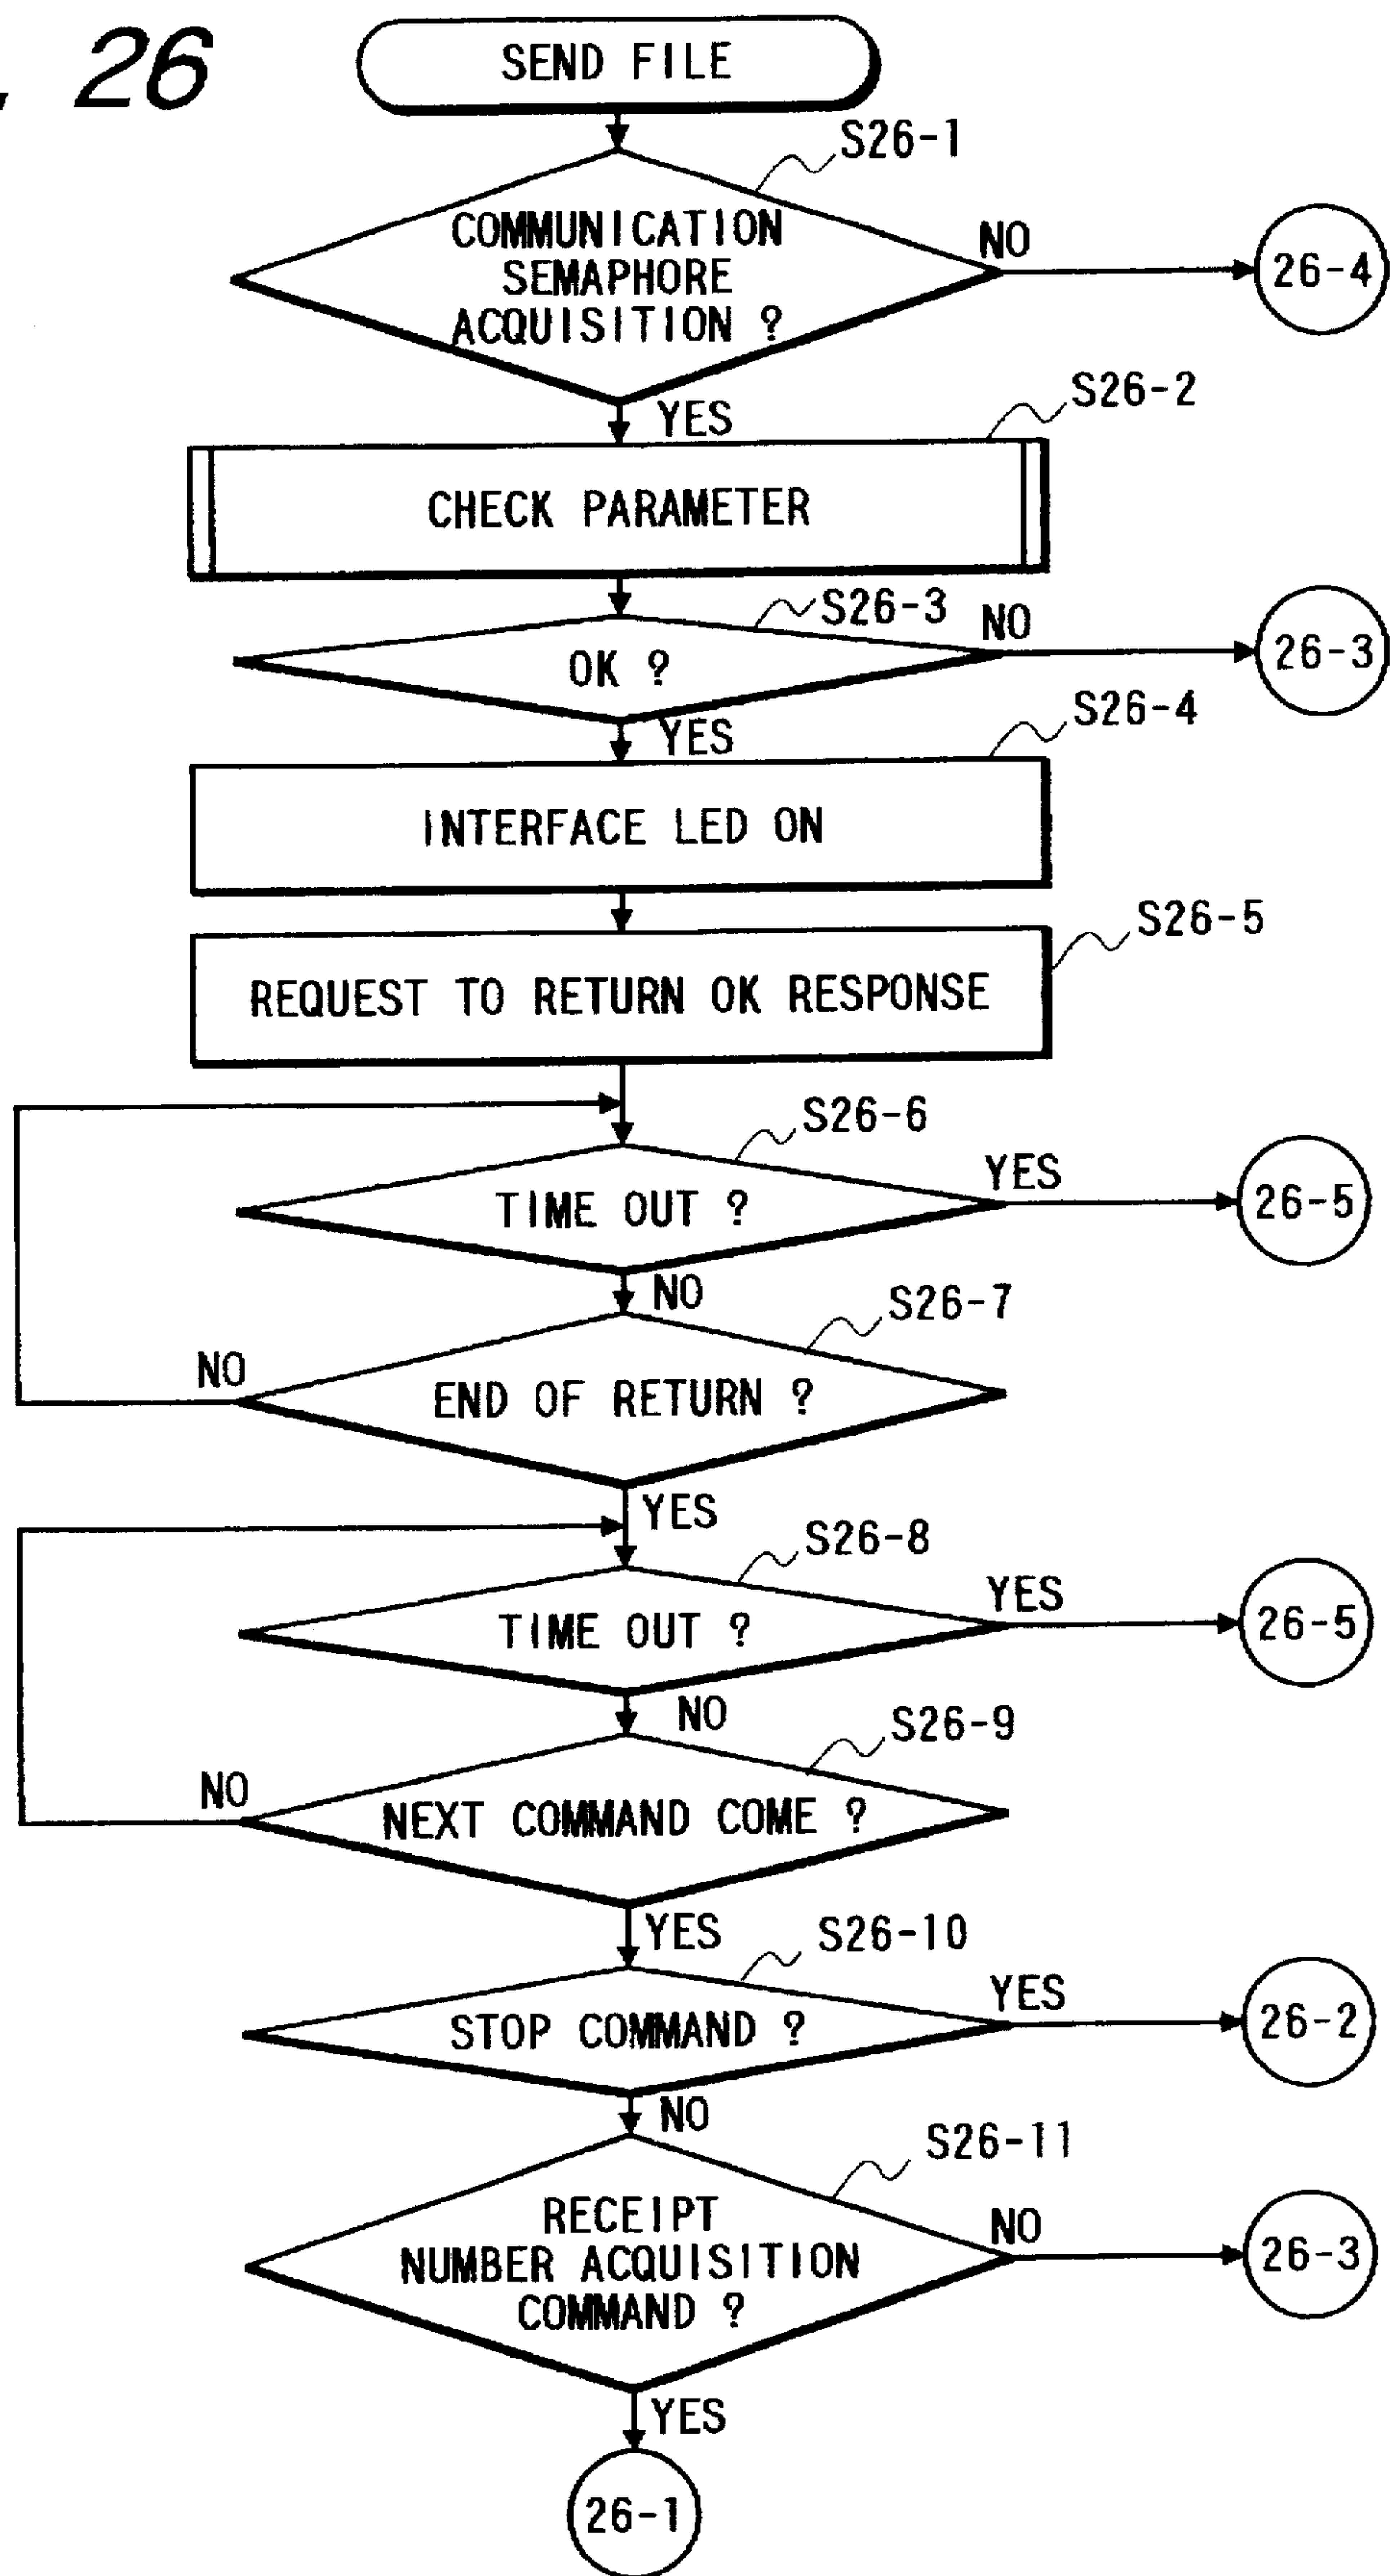 . 26
SEND FILE
S26-1
COMMUNICATION
SEMAPHORE
ACQUISITION ?
NO
26-4
YES
S26-2
CHECK PARAMETER
S26-3
OK ?
NO
26-3
YES
S26-4
INTERFACE LED ON
S26-5
REQUEST TO RETURN OK RESPONSE
S26-6
TIME OUT ?
YES
26-5
NO
S26-7
END OF RETURN ?
NO
YES
S26-8
TIME OUT ?
YES
26-5
NO
S26-9
NEXT COMMAND COME ?
NO
YES
S26-10
STOP COMMAND ?
YES
26-2
NO
S26-11
RECEIPT
NUMBER ACQUISITION
COMMAND ?
NO
26-3
YES
26-1